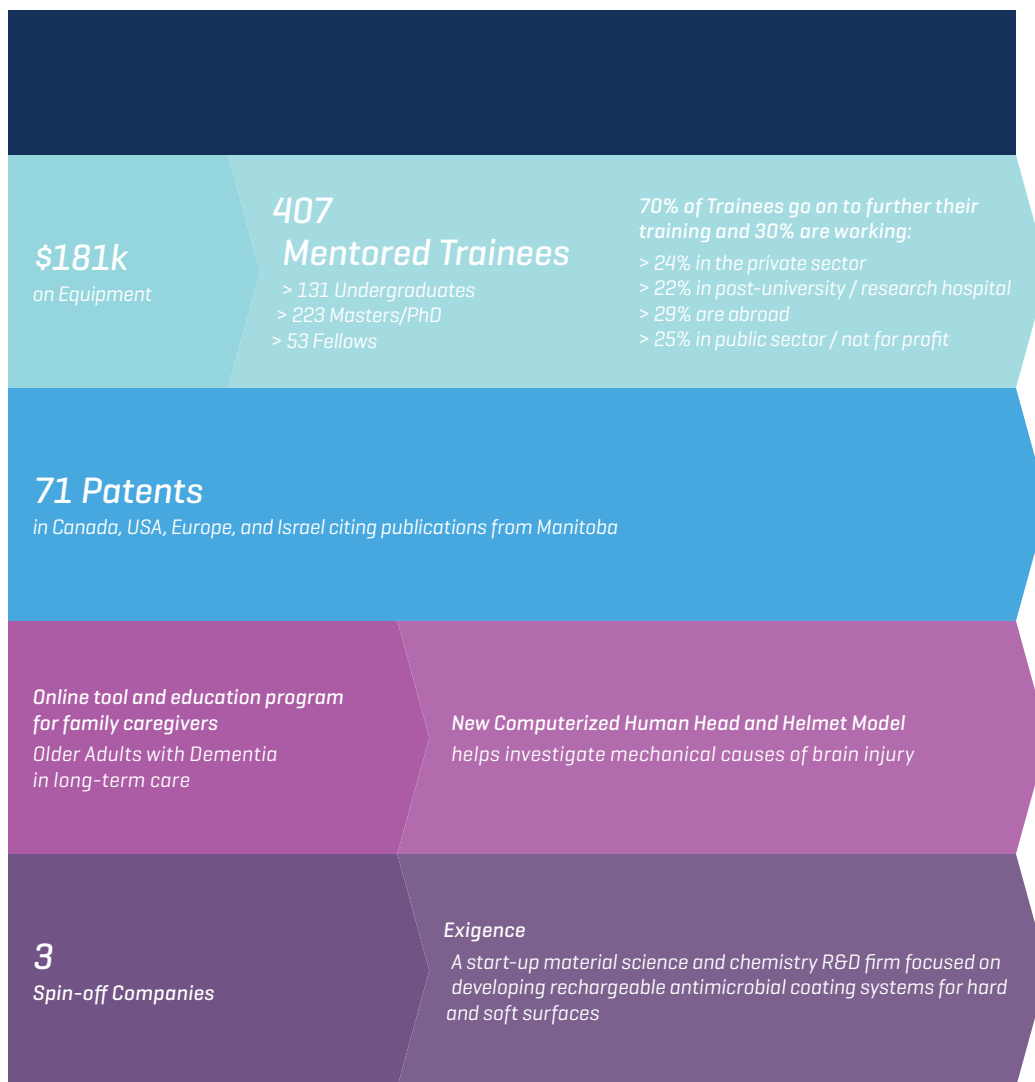 $181k
on Equipment
407
Mentored Trainees
> 131 Undergraduates
> 223 Masters/PhD
> 53 Fellows
70% of Trainees go on to further their
training and 30% are working:
> 24% in the private sector
> 22% in post-university / research hospital
> 29% are abroad
> 25% in public sector / not for profit
71 Patents
in Canada, USA, Europe, and Israel citing publications from Manitoba
Online tool and education program
for family caregivers
Older Adults with Dementia
in long-term care
New Computerized Human Head and Helmet Model
helps investigate mechanical causes of brain injury
3
Spin-off Companies
Exigence
A start-up material science and chemistry R&D firm focused on
developing rechargeable antimicrobial coating systems for hard
and soft surfaces